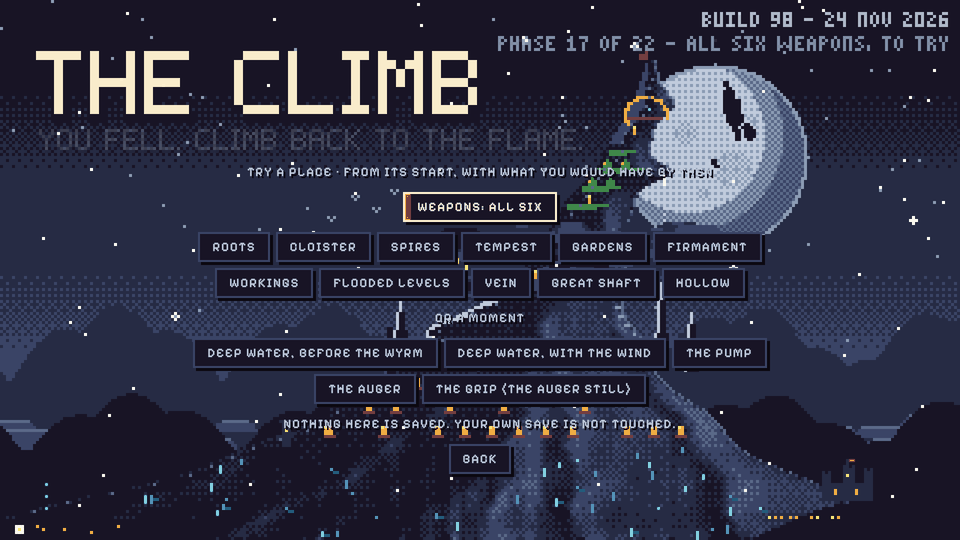 BUILD 98 - 24 NOV 2026
PHASE 17 OF 22 - ALL SIX WEAPONS, TO TRY
THE CLIMB
YOU FELL. CLIMB BACK TO THE FLAME.
TRY A PLACE · FROM ITS START, WITH WHAT YOU WOULD HAVE BY THEN
WEAPONS: ALL SIX
ROOTS CLOISTER SPIRES TEMPEST GARDENS FIRMAMENT
WORKINGS FLOODED LEVELS VEIN GREAT SHAFT HOLLOW
OR A MOMENT
DEEP WATER, BEFORE THE WYRM DEEP WATER, WITH THE WIND THE PUMP
THE AUGER THE GRIP (THE AUGER STILL)
NOTHING HERE IS SAVED. YOUR OWN SAVE IS NOT TOUCHED.
BACK